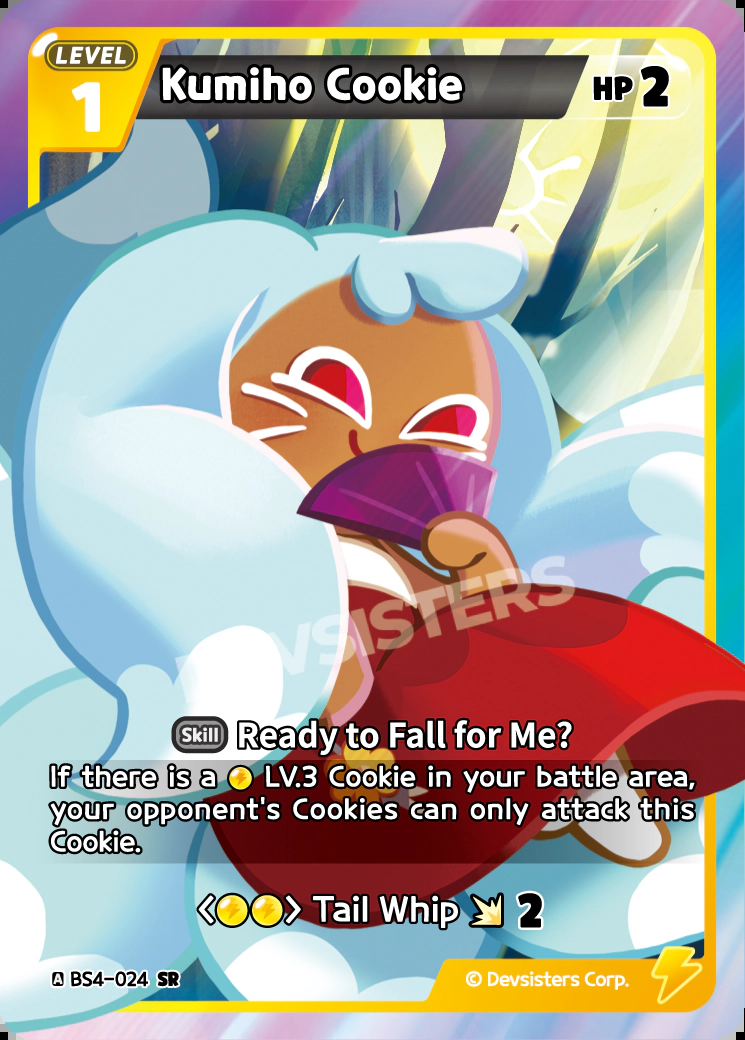 LEVEL
1
Kumiho Cookie
HP 2
DEVSISTERS
Skill Ready to Fall for Me?
If there is a LV.3 Cookie in your battle area,
your opponent's Cookies can only attack this
Cookie.
<> Tail Whip 2
A BS4-024 SR
© Devsisters Corp.